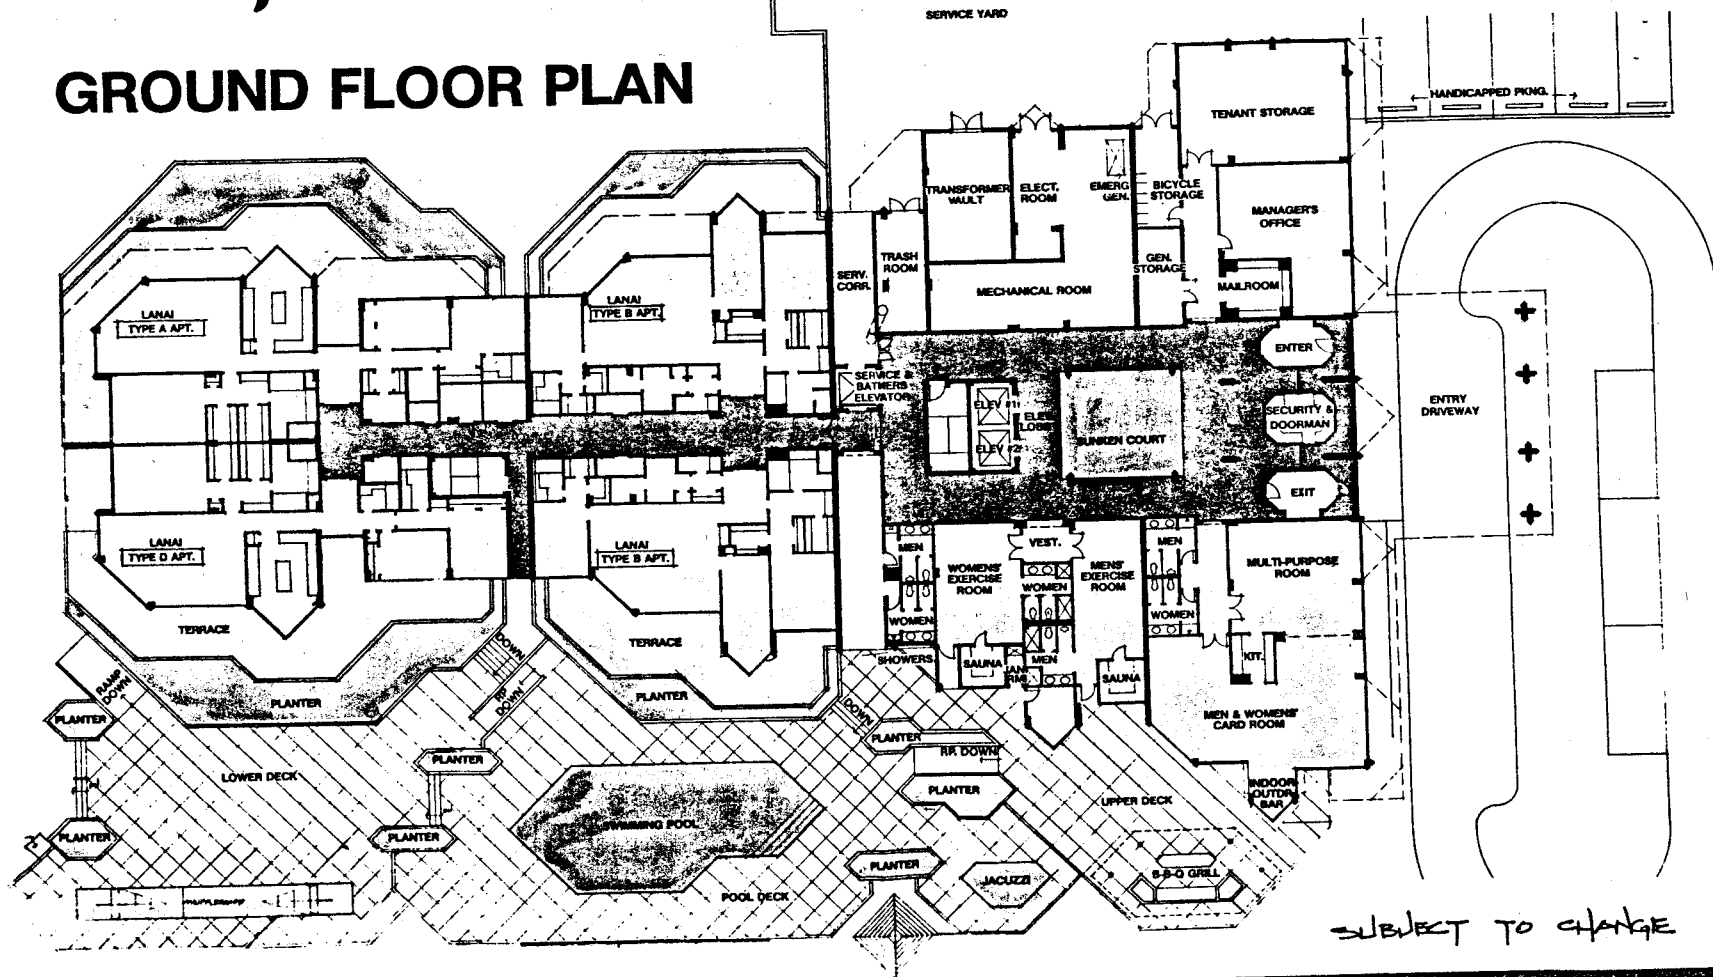 SERVICE YARD
GROUND FLOOR PLAN
HANDICAPPED PKNG.
TENANT STORAGE
TRANSFORMER
VAULT
ELECT.
ROOM
EMERG
GEN.
BICYCLE
STORAGE
MANAGER'S
OFFICE
TRASH
ROOM
SERV.
CORR.
GEN.
STORAGE
MECHANICAL ROOM
MAILROOM
LANAI
TYPE A APT.
LANAI
TYPE B APT.
ENTER
SERVICE &
BATHERS
ELEVATOR
ELEV #1
ELEV
LOBBY
ELEV #2
SUNKEN COURT
SECURITY &
DOORMAN
ENTRY
DRIVEWAY
EXIT
LANAI
TYPE D APT.
LANAI
TYPE B APT.
MEN
WOMEN
WOMENS'
EXERCISE
ROOM
VEST.
WOMEN
MENS'
EXERCISE
ROOM
MEN
WOMEN
MULTI-PURPOSE
ROOM
TERRACE
TERRACE
SHOWERS
SAUNA
JAN.
RM.
MEN
SAUNA
KIT.
DOWN
RP.
DOWN
RAMP
DOWN
PLANTER
PLANTER
PLANTER
DOWN
PLANTER
RP. DOWN
MEN & WOMENS'
CARD ROOM
PLANTER
LOWER DECK
PLANTER
UPPER DECK
INDOOR
OUTDR.
BAR
PLANTER
PLANTER
SWIMMING POOL
PLANTER
JACUZZI
B-B-Q GRILL
POOL DECK
SUBJECT TO CHANGE